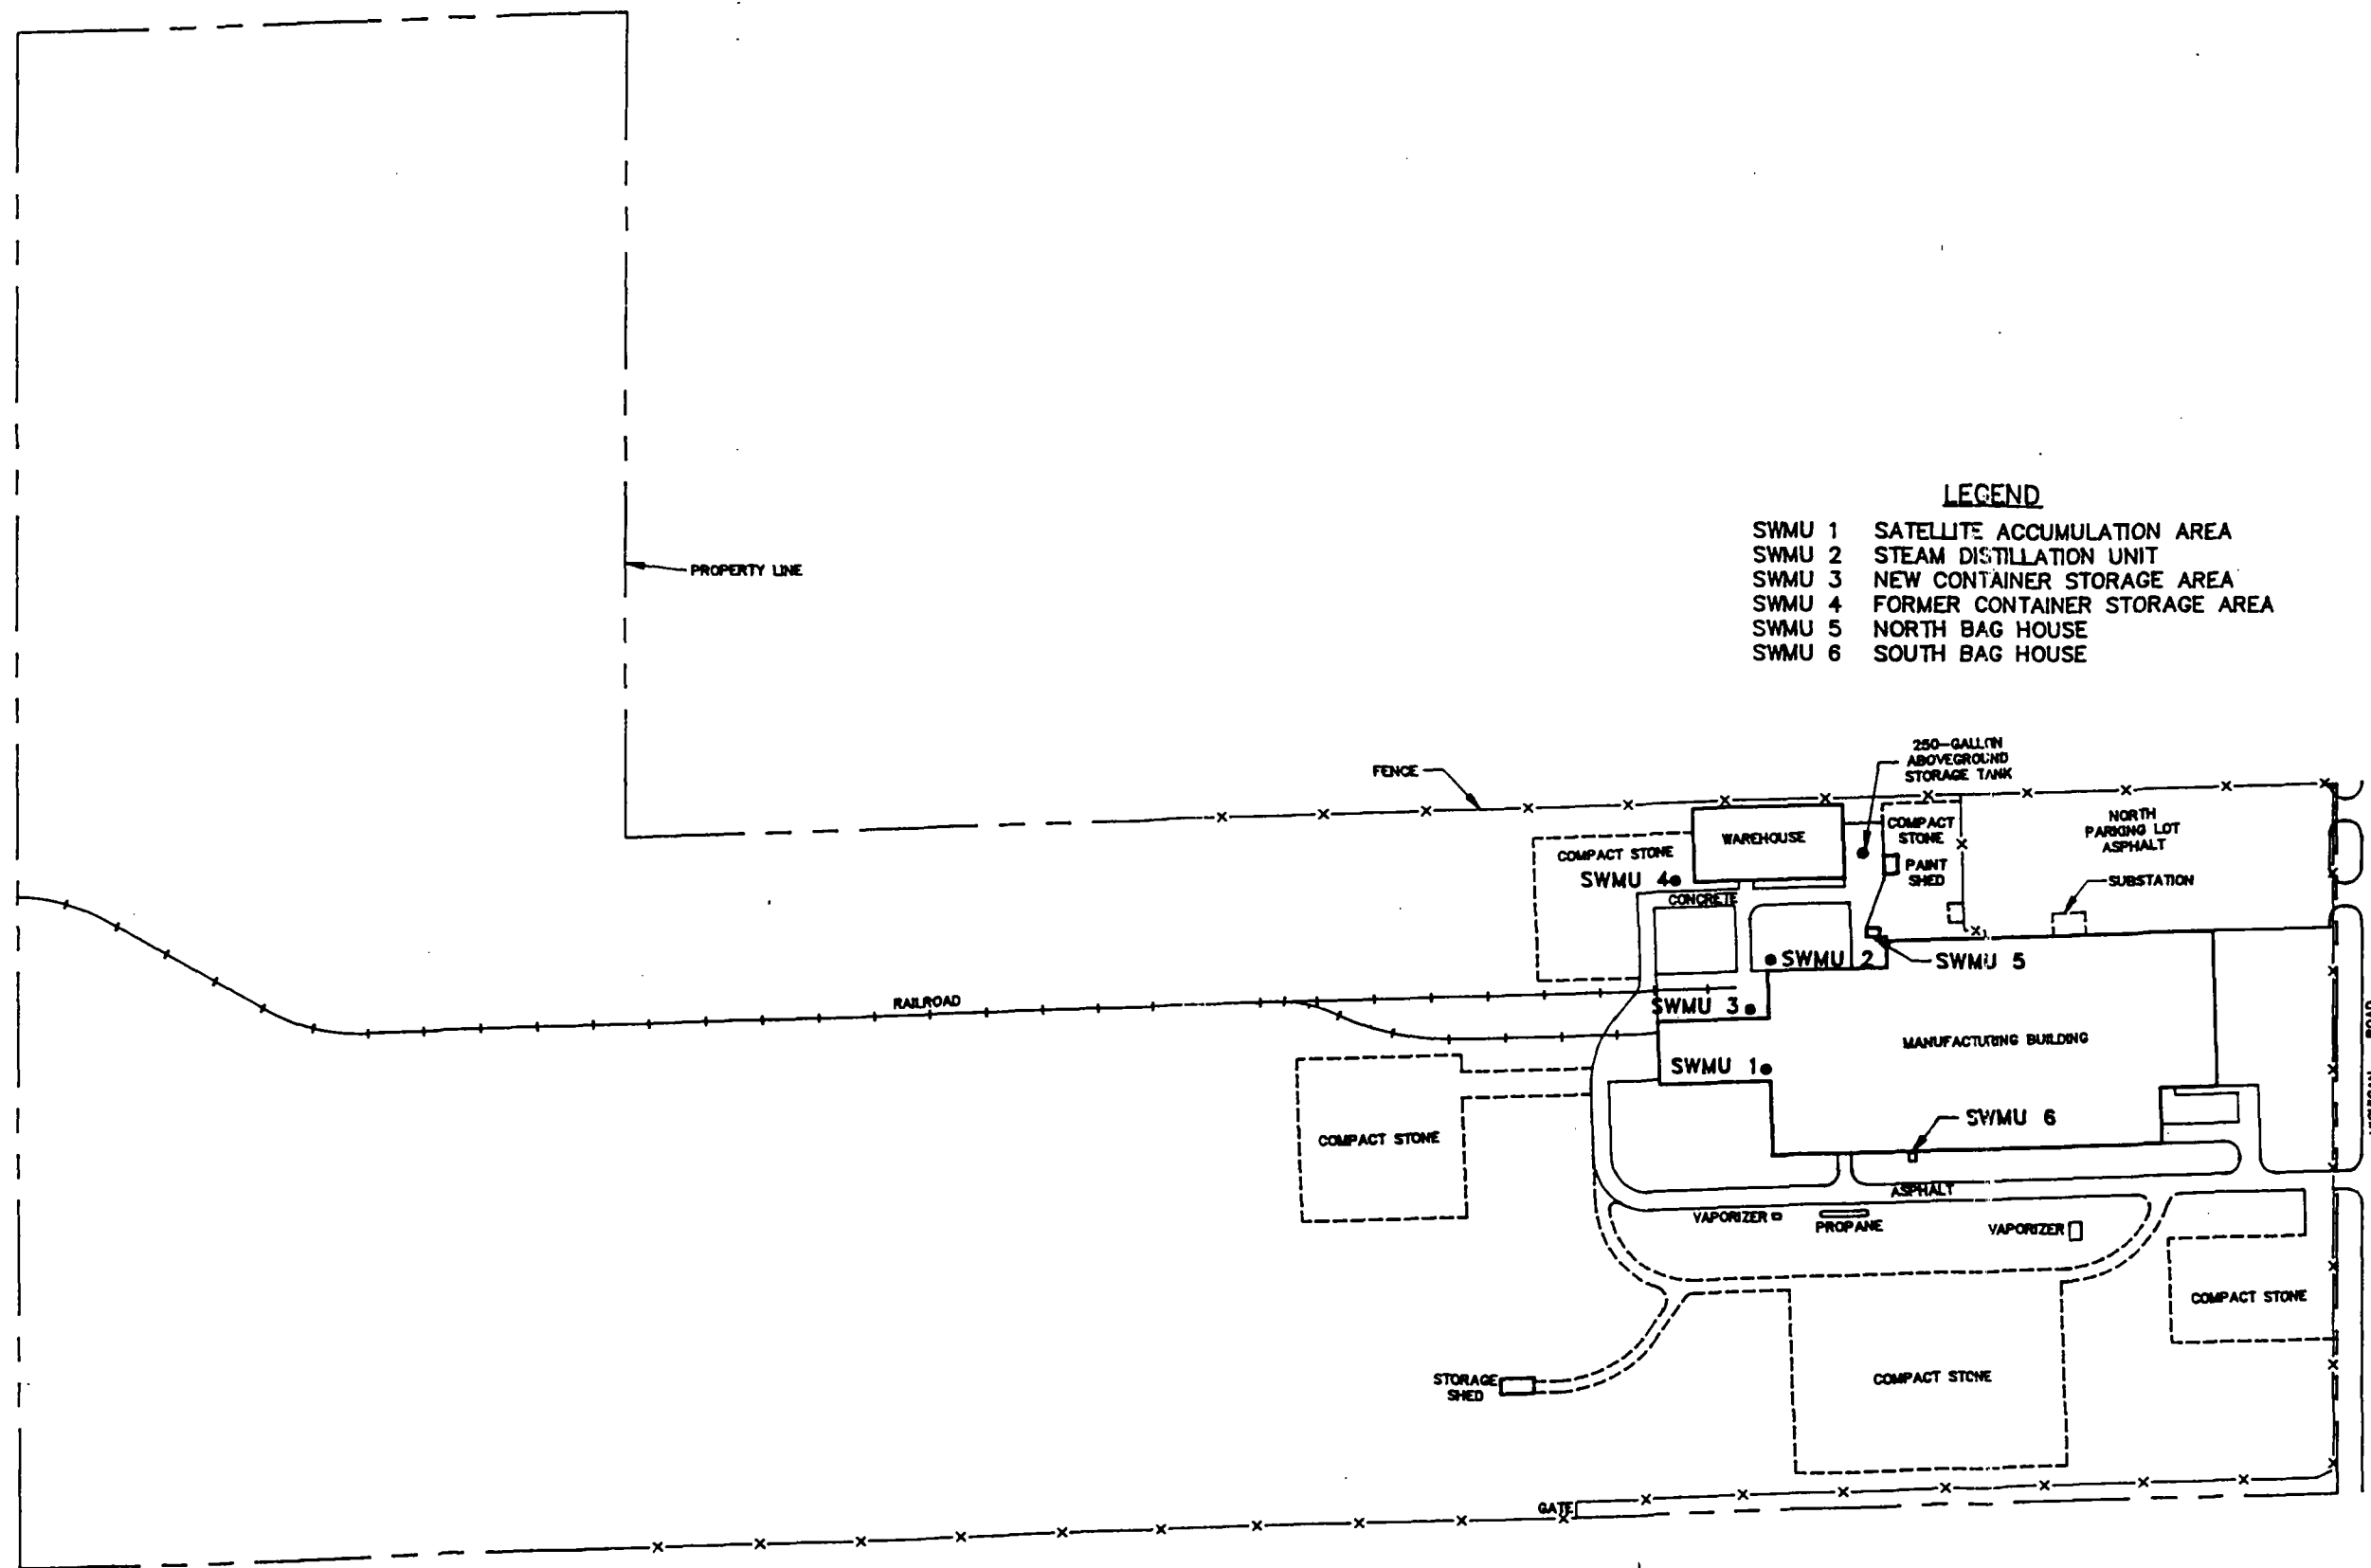 LEGEND
SWMU 1 SATELLITE ACCUMULATION AREA
SWMU 2 STEAM DISTILLATION UNIT
SWMU 3 NEW CONTAINER STORAGE AREA
SWMU 4 FORMER CONTAINER STORAGE AREA
SWMU 5 NORTH BAG HOUSE
SWMU 6 SOUTH BAG HOUSE
PROPERTY LINE
FENCE
250-GALLON
ABOVEGROUND
STORAGE TANK
WAREHOUSE
COMPACT
STONE
NORTH
PARKING LOT
ASPHALT
COMPACT STONE
SWMU 4
PAINT
SHED
SUBSTATION
CONCRETE
SWMU 2
SWMU 5
RAILROAD
SWMU 3
MANUFACTURING BUILDING
ROAD
SWMU 1
SWMU 6
COMPACT STONE
ASPHALT
VAPORIZER
PROPANE
VAPORIZER
COMPACT STONE
STORAGE
SHED
COMPACT STONE
GATE